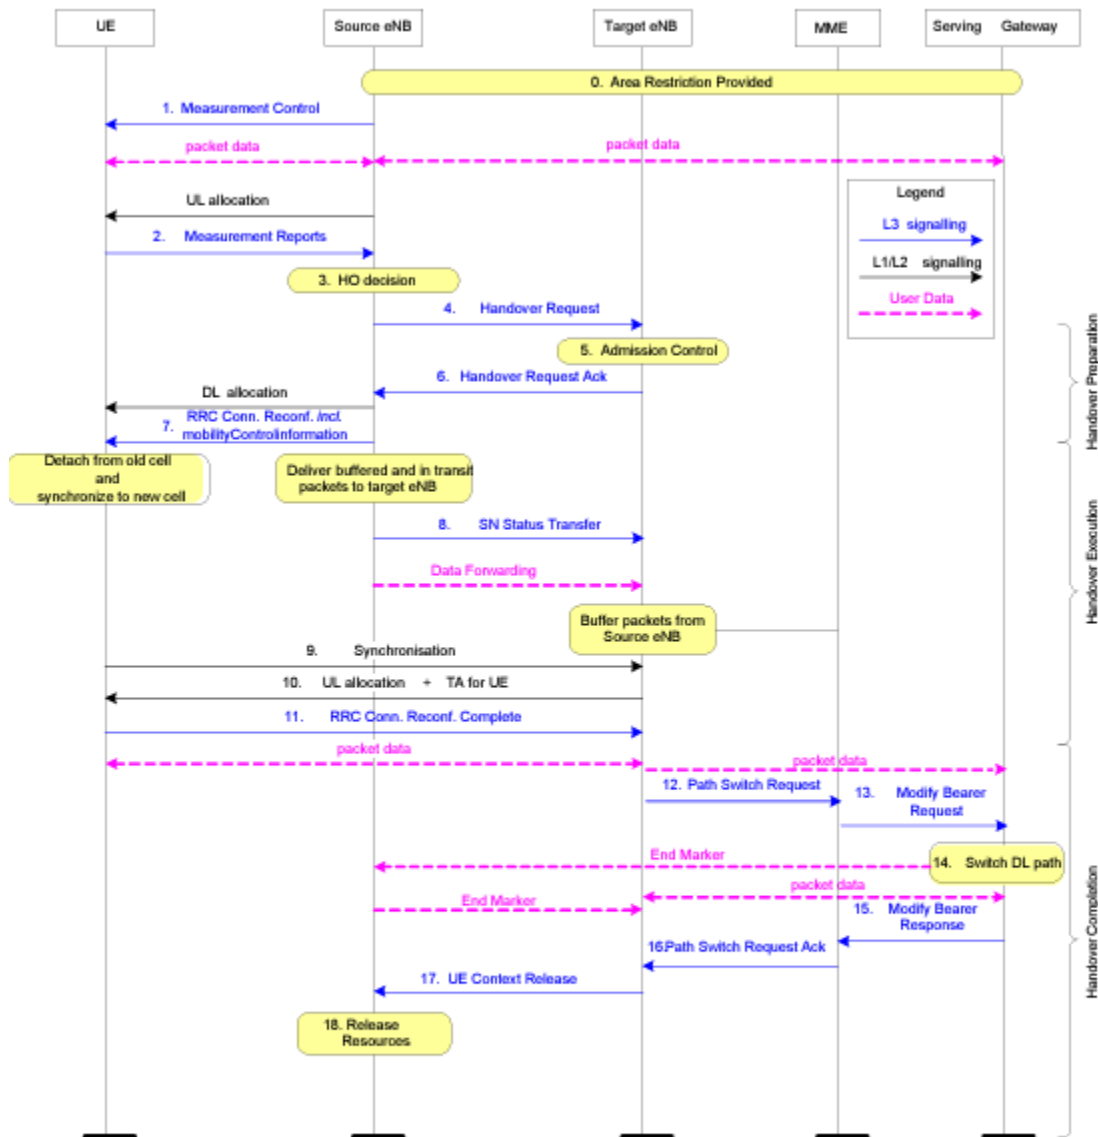 UE
Source eNB
Target eNB
MME
Serving Gateway
0. Area Restriction Provided
1. Measurement Control
packet data
packet data
Legend
UL allocation
L3 signalling
2. Measurement Reports
L1/L2 signalling
3. HO decision
User Data
4. Handover Request
5. Admission Control
Handover Preparation
6. Handover Request Ack
DL allocation
7. RRC Conn. Reconf. incl.
mobilityControlinformation
Detach from old cell
and
synchronize to new cell
Deliver buffered and in transit
packets to target eNB
8. SN Status Transfer
Data Forwarding
Handover Execution
Buffer packets from
Source eNB
9. Synchronisation
10. UL allocation + TA for UE
11. RRC Conn. Reconf. Complete
packet data
packet data
12. Path Switch Request
13. Modify Bearer
Request
End Marker
14. Switch DL path
packet data
End Marker
15. Modify Bearer
Response
16.Path Switch Request Ack
Handover Completion
17. UE Context Release
18. Release
Resources